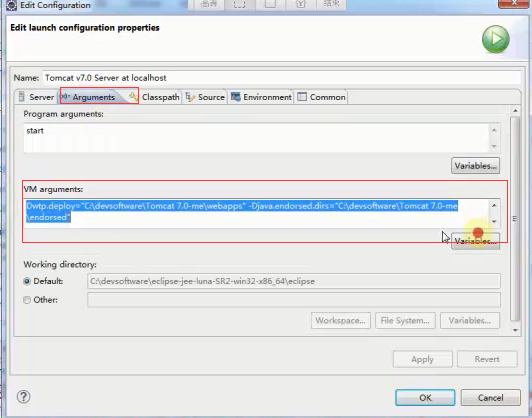 Edit Configuration
结束
Edit launch configuration properties
Name: Tomcat v7.0 Server at localhost
Server Arguments Classpath Source Environment Common
Program arguments:
start
Variables...
VM arguments:
Dwtp.deploy="C:\devsoftware\Tomcat 7.0-me\webapps" -Djava.endorsed.dirs="C:\devsoftware\Tomcat 7.0-me
\endorsed"
Variables...
Working directory:
Default: C:\devsoftware\eclipse-jee-luna-SR2-win32-x86_64\eclipse
Other:
Workspace... File System... Variables...
Apply Revert
OK Cancel